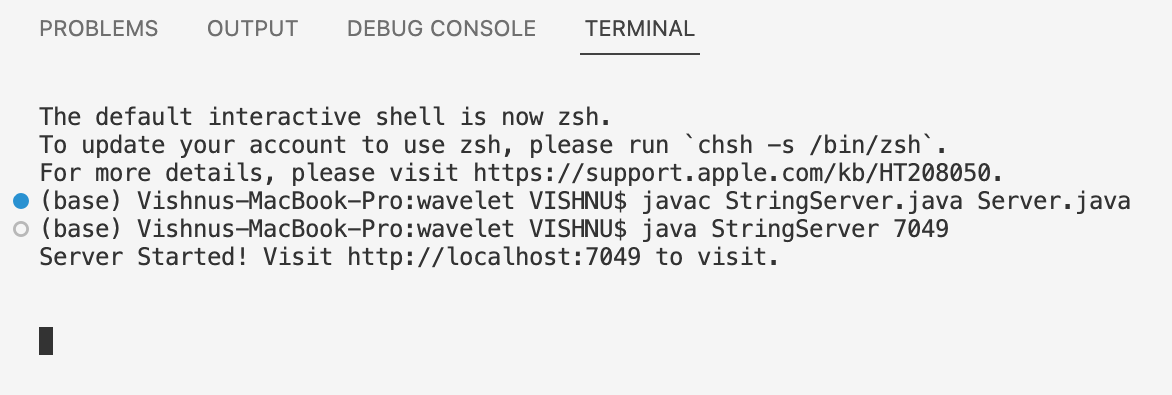 PROBLEMS OUTPUT DEBUG CONSOLE TERMINAL
The default interactive shell is now zsh.
To update your account to use zsh, please run `chsh -s /bin/zsh`.
For more details, please visit https://support.apple.com/kb/HT208050.
(base) Vishnus-MacBook-Pro:wavelet VISHNU$ javac StringServer.java Server.java
(base) Vishnus-MacBook-Pro:wavelet VISHNU$ java StringServer 7049
Server Started! Visit http://localhost:7049 to visit.